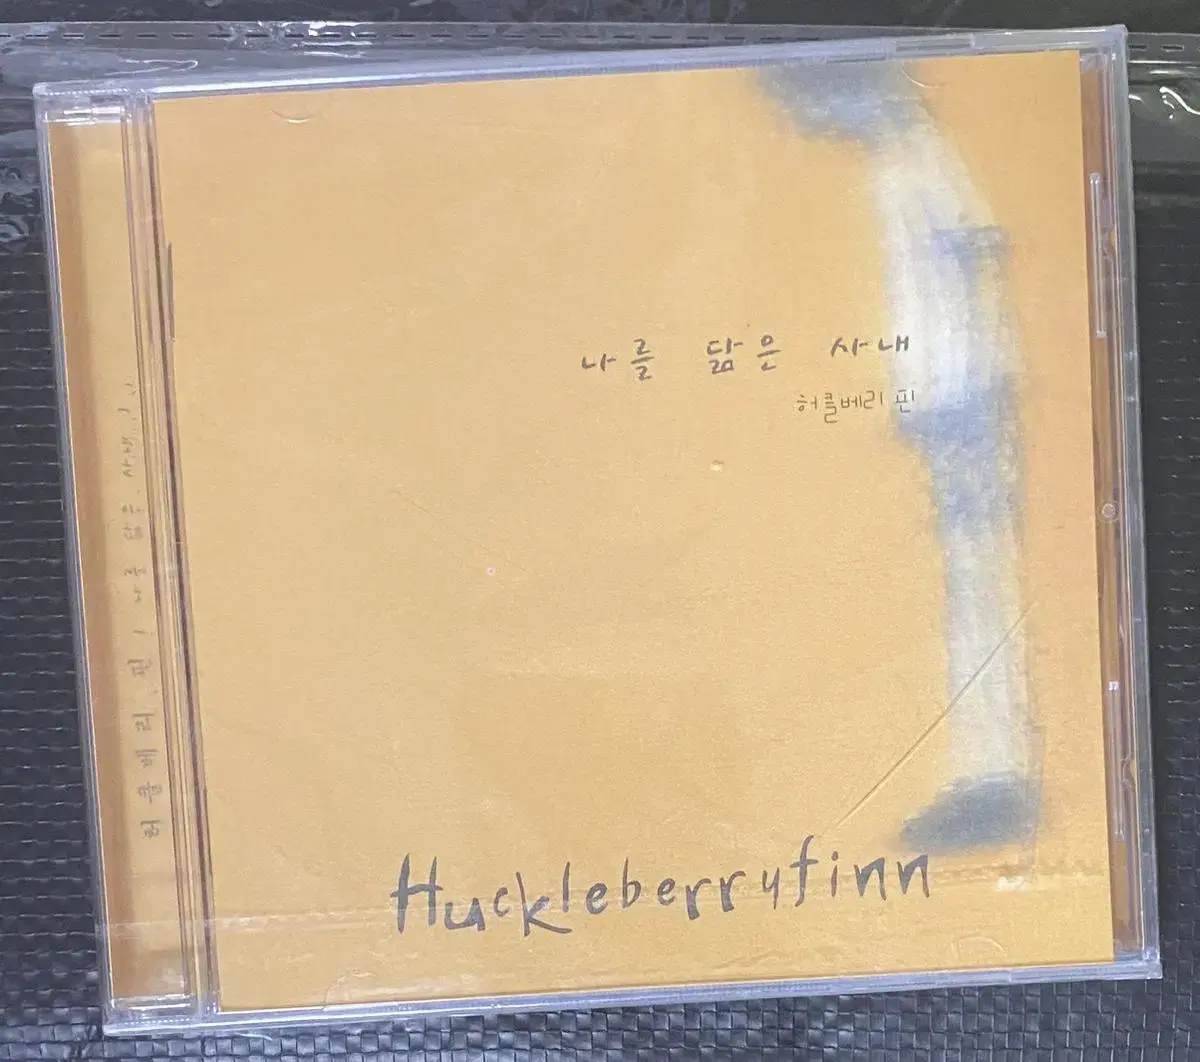 나를 닮은 사내
허클베리 핀
Huckleberryfinn
허클베리 핀 / 나를 닮은 사내